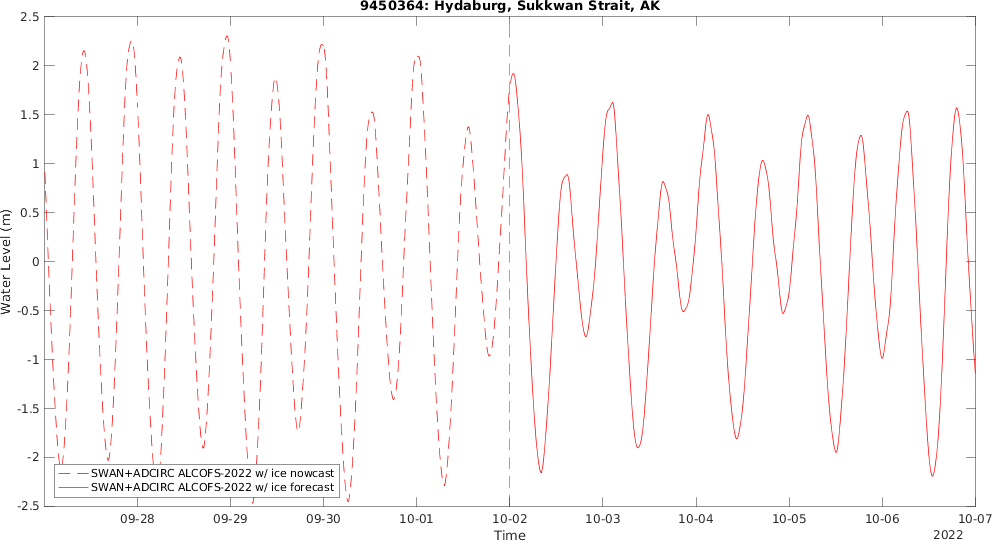 9450364: Hydaburg, Sukkwan Strait, AK
Water Level (m)
2.5
2
1.5
1
0.5
0
-0.5
-1
-1.5
-2
-2.5
SWAN+ADCIRC ALCOFS-2022 w/ ice nowcast
SWAN+ADCIRC ALCOFS-2022 w/ ice forecast
09-28 09-29 09-30 10-01 10-02 10-03 10-04 10-05 10-06 10-07
Time
2022